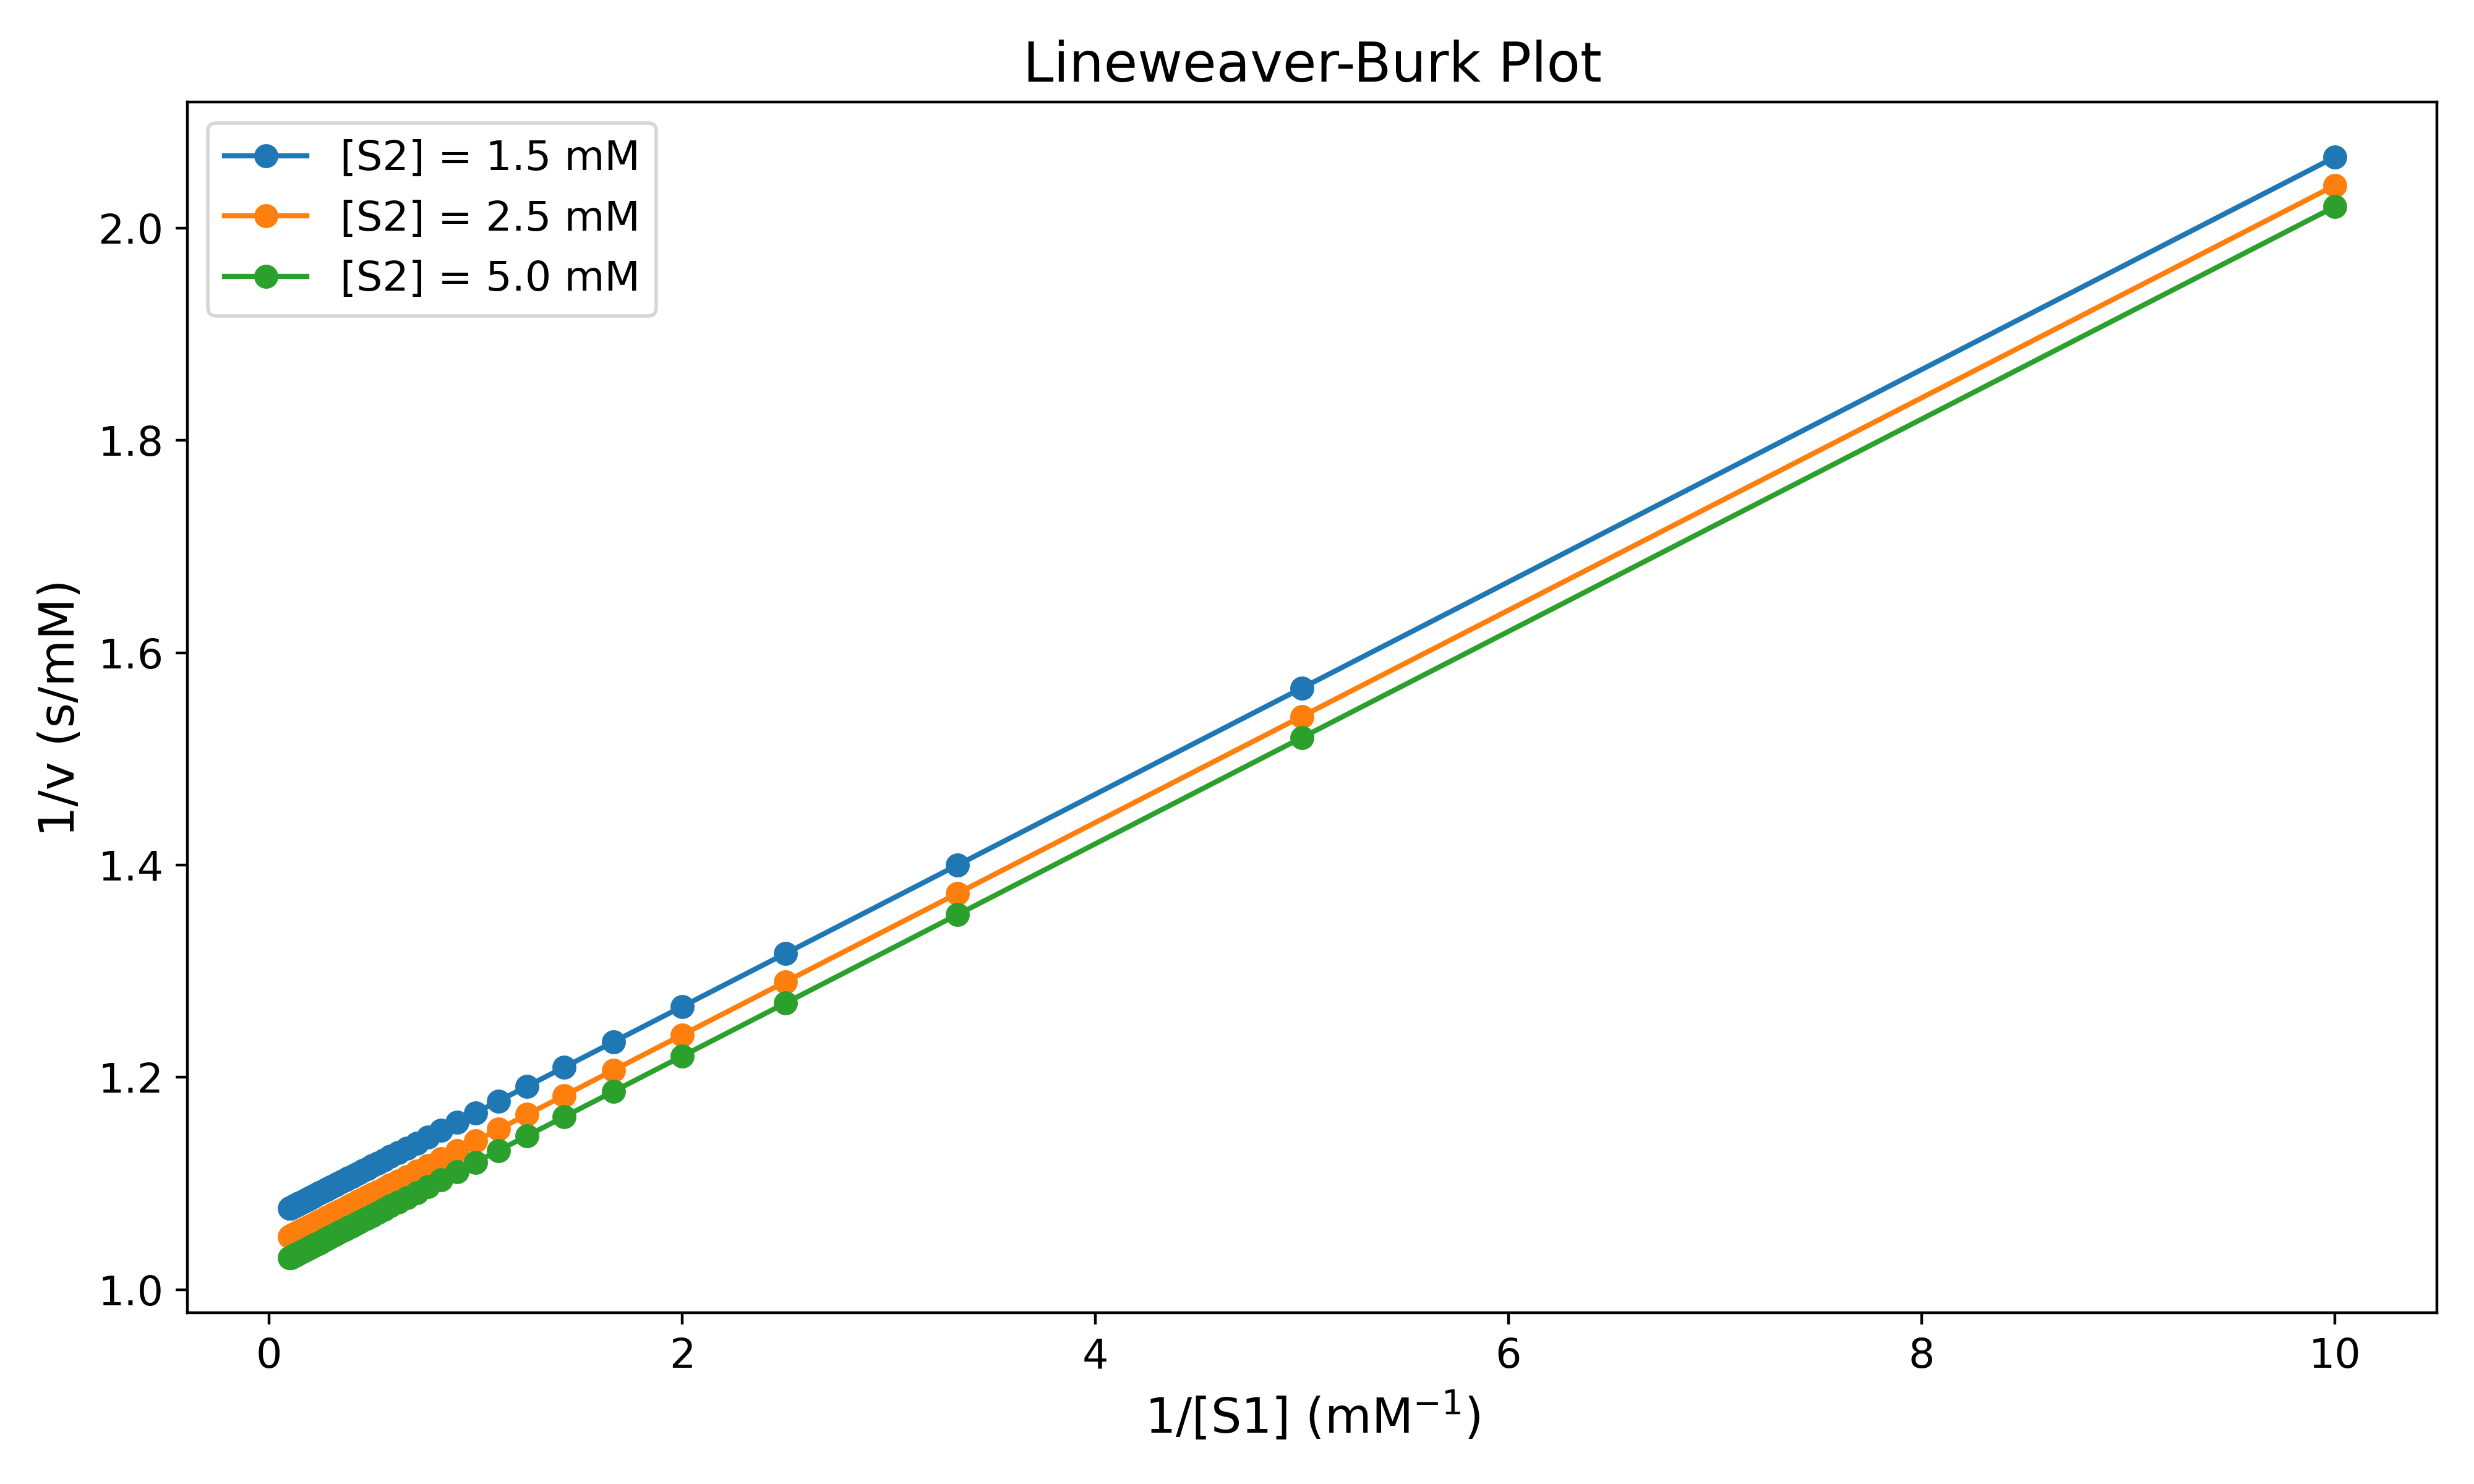 Lineweaver-Burk Plot
[S2] = 1.5 mM
[S2] = 2.5 mM
[S2] = 5.0 mM
1/v (s/mM)
2.0
1.8
1.6
1.4
1.2
1.0
0 2 4 6 8 10
1/[S1] (mM⁻¹)